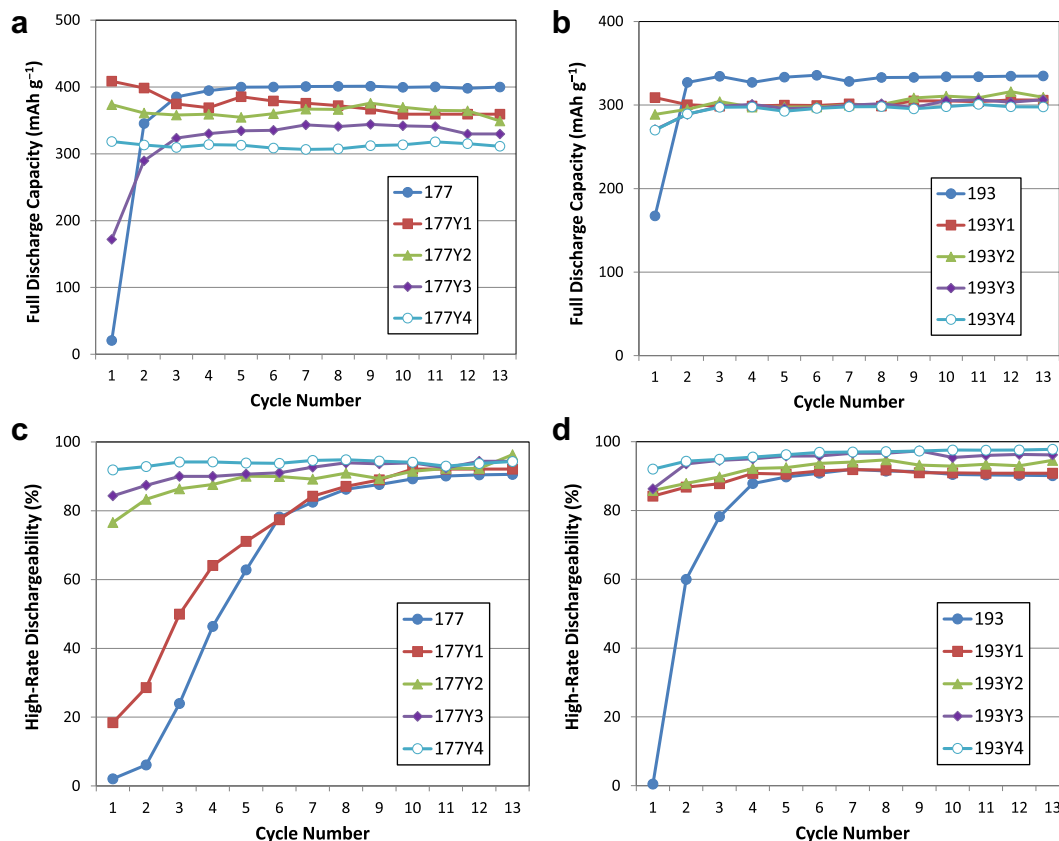 a
Full Discharge Capacity (mAh g⁻¹)
500
400
300
200
100
0
177
177Y1
177Y2
177Y3
177Y4
1 2 3 4 5 6 7 8 9 10 11 12 13
Cycle Number
b
Full Discharge Capacity (mAh g⁻¹)
400
300
200
100
0
193
193Y1
193Y2
193Y3
193Y4
1 2 3 4 5 6 7 8 9 10 11 12 13
Cycle Number
c
High-Rate Dischargeability (%)
100
80
60
40
20
0
177
177Y1
177Y2
177Y3
177Y4
1 2 3 4 5 6 7 8 9 10 11 12 13
Cycle Number
d
High-Rate Dischargeability (%)
100
80
60
40
20
0
193
193Y1
193Y2
193Y3
193Y4
1 2 3 4 5 6 7 8 9 10 11 12 13
Cycle Number